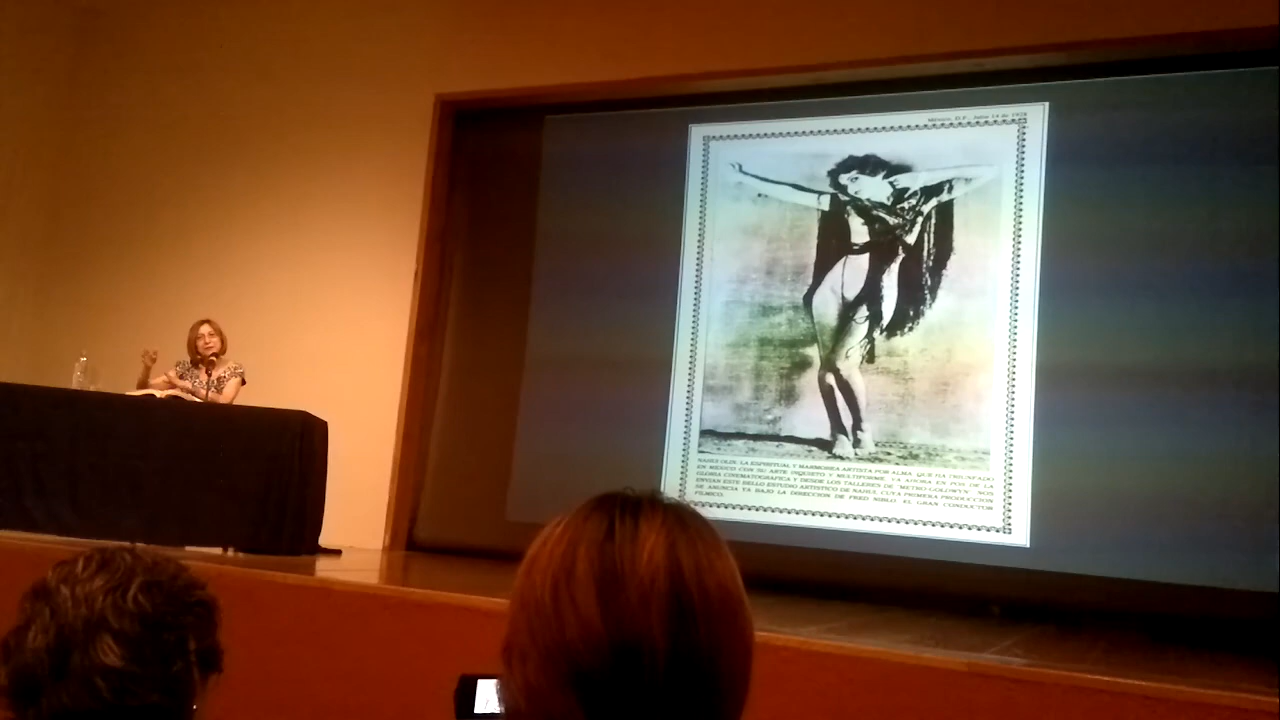 México, D.F., Julio 14 de 1928
NAHUI OLIN: LA ESPIRITUAL Y MARMOREA ARTISTA POR ALMA, QUE HA TRIUNFADO
EN MEXICO CON SU ARTE INQUIETO Y MULTIFORME. VA AHORA EN POS DE LA
GLORIA CINEMATOGRAFICA Y DESDE LOS TALLERES DE "METRO-GOLDWYN" NOS
ENVIAN ESTE BELLO ESTUDIO ARTISTICO DE NAHUI, CUYA PRIMERA PRODUCCION
SE ANUNCIA YA BAJO LA DIRECCION DE FRED NIBLO, EL GRAN CONDUCTOR
FILMICO.